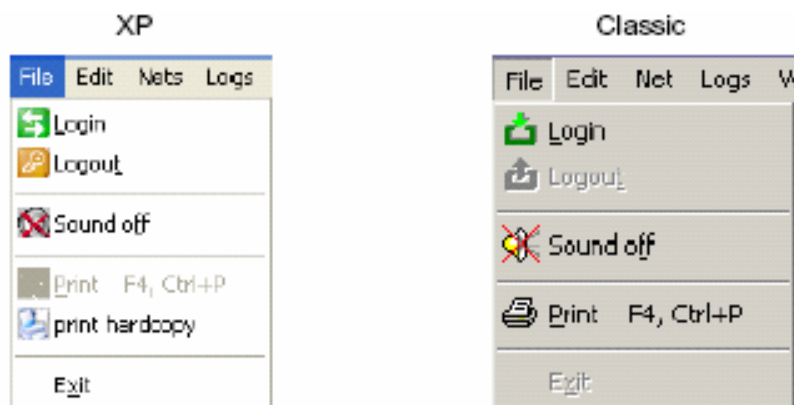 XP
File Edit Nets Logs
Login
Logout
Sound off
Print F4, Ctrl+P
print hardcopy
Exit
Classic
File Edit Net Logs
Login
Logout
Sound off
Print F4, Ctrl+P
Exit